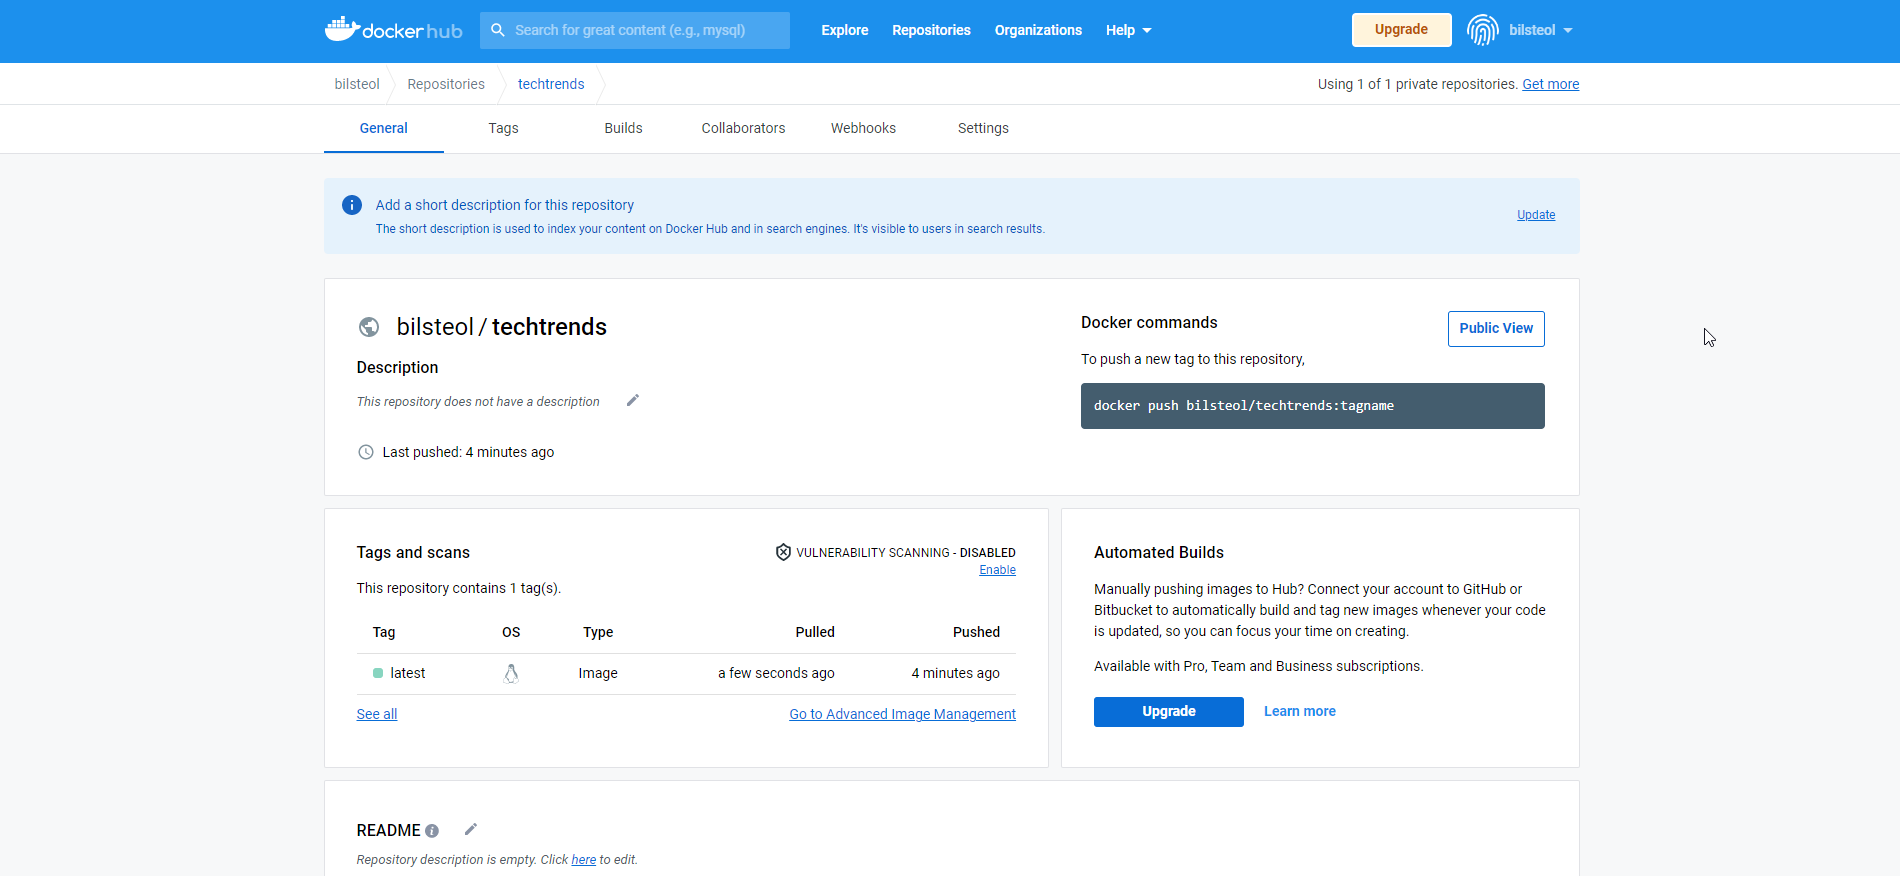 docker hub
Search for great content (e.g., mysql)
Explore
Repositories
Organizations
Help
Upgrade
bilsteol
bilsteol
Repositories
techtrends
Using 1 of 1 private repositories. Get more
General
Tags
Builds
Collaborators
Webhooks
Settings
Add a short description for this repository
The short description is used to index your content on Docker Hub and in search engines. It's visible to users in search results.
Update
bilsteol / techtrends
Description
This repository does not have a description
Last pushed: 4 minutes ago
Docker commands
Public View
To push a new tag to this repository,
docker push bilsteol/techtrends:tagname
Tags and scans
VULNERABILITY SCANNING - DISABLED
Enable
This repository contains 1 tag(s).
Tag OS Type Pulled Pushed
latest Image a few seconds ago 4 minutes ago
See all
Go to Advanced Image Management
Automated Builds
Manually pushing images to Hub? Connect your account to GitHub or
Bitbucket to automatically build and tag new images whenever your code
is updated, so you can focus your time on creating.
Available with Pro, Team and Business subscriptions.
Upgrade
Learn more
README
Repository description is empty. Click here to edit.